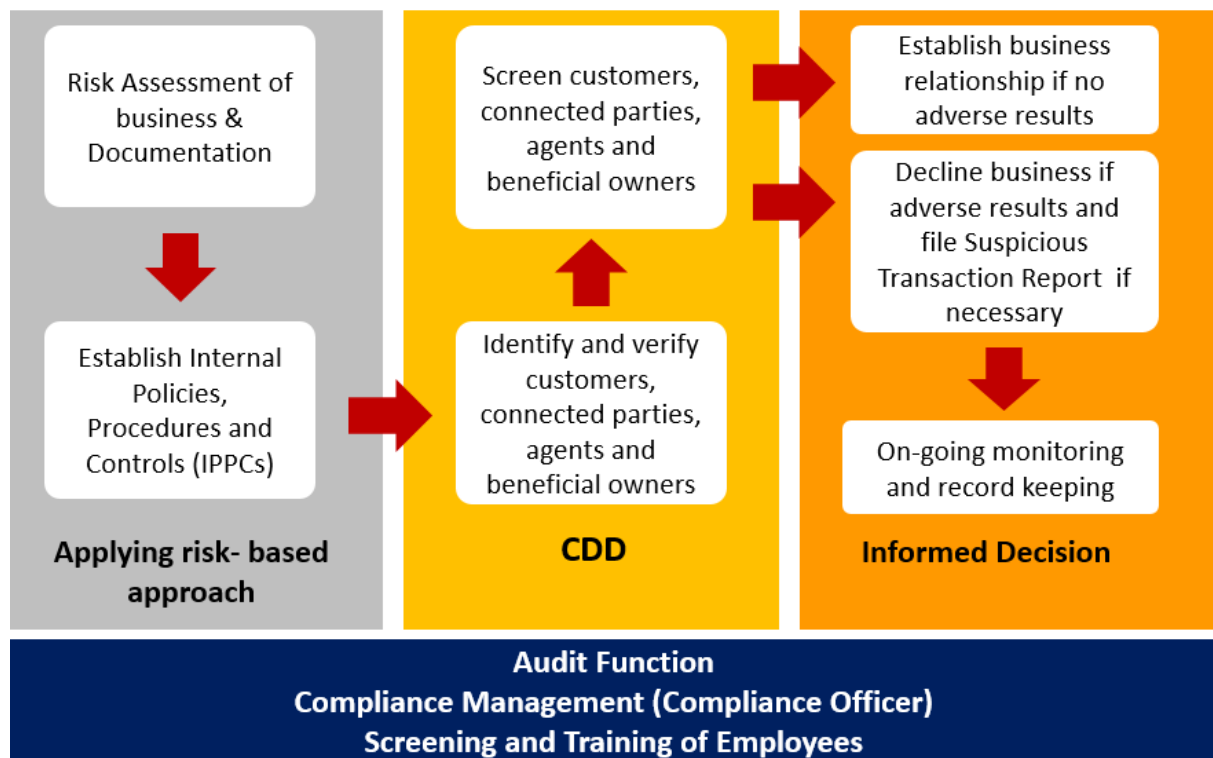 Risk Assessment of
business &
Documentation
Establish Internal
Policies,
Procedures and
Controls (IPPCs)
Applying risk- based
approach
Screen customers,
connected parties,
agents and
beneficial owners
Identify and verify
customers,
connected parties,
agents and
beneficial owners
CDD
Establish business
relationship if no
adverse results
Decline business if
adverse results and
file Suspicious
Transaction Report  if
necessary
On-going monitoring
and record keeping
Informed Decision
Audit Function
Compliance Management (Compliance Officer)
Screening and Training of Employees